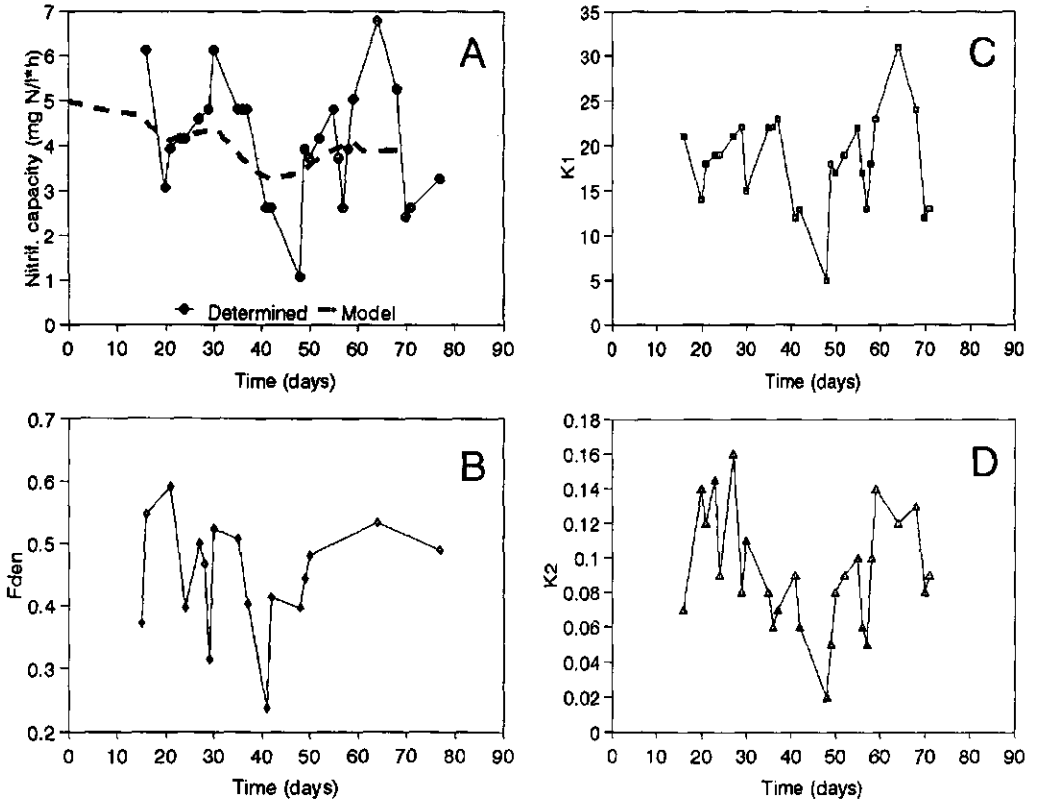 A
Nitrif. capacity (mg N/l*h)
7
6
5
4
3
2
1
0
Determined Model
0 10 20 30 40 50 60 70 80 90
Time (days)
C
K1
35
30
25
20
15
10
5
0
0 10 20 30 40 50 60 70 80 90
Time (days)
B
Fden
0.7
0.6
0.5
0.4
0.3
0.2
0 10 20 30 40 50 60 70 80 90
Time (days)
D
K2
0.18
0.16
0.14
0.12
0.1
0.08
0.06
0.04
0.02
0
0 10 20 30 40 50 60 70 80 90
Time (days)